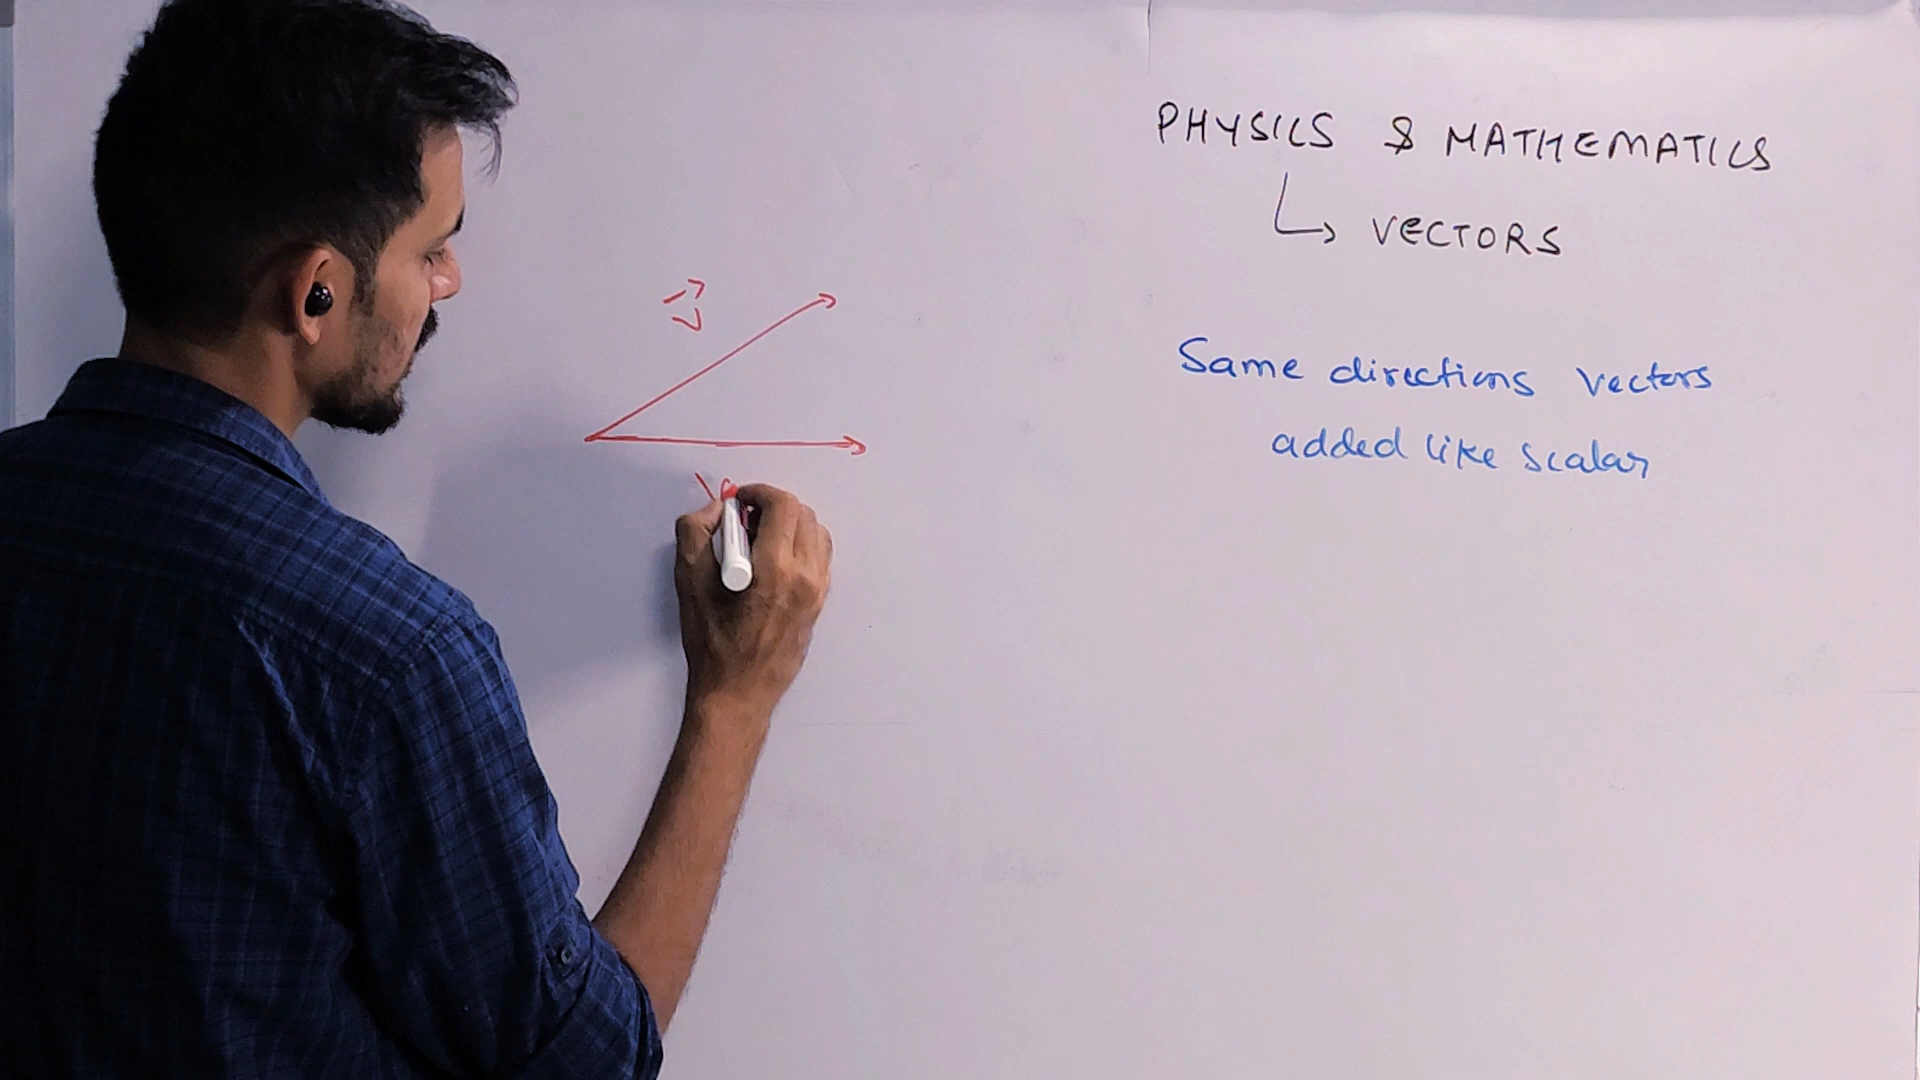 PHYSICS & MATHEMATICS
↳ VECTORS
Same directions vectors
added like scalar